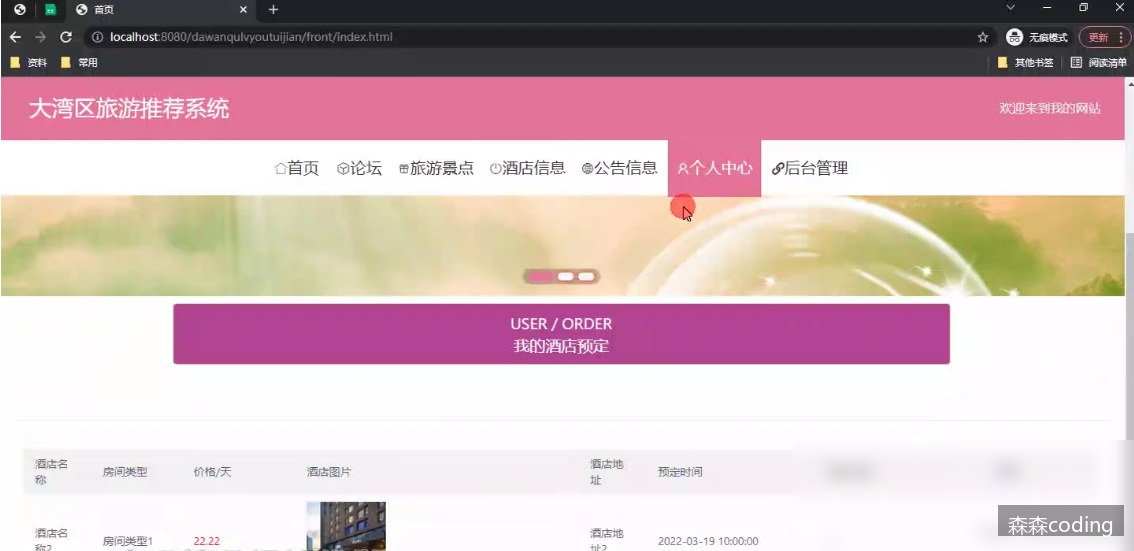 首页
localhost:8080/dawanqulvyoutuijian/front/index.html
无痕模式
更新
资料
常用
其他书签
阅读清单
大湾区旅游推荐系统
欢迎来到我的网站
首页
论坛
旅游景点
酒店信息
公告信息
个人中心
后台管理
USER / ORDER
我的酒店预定
酒店名
称
房间类型
价格/天
酒店图片
酒店地
址
预定时间
酒店名
称2
房间类型1
22.22
酒店地
址2
2022-03-19 10:00:00
森森coding